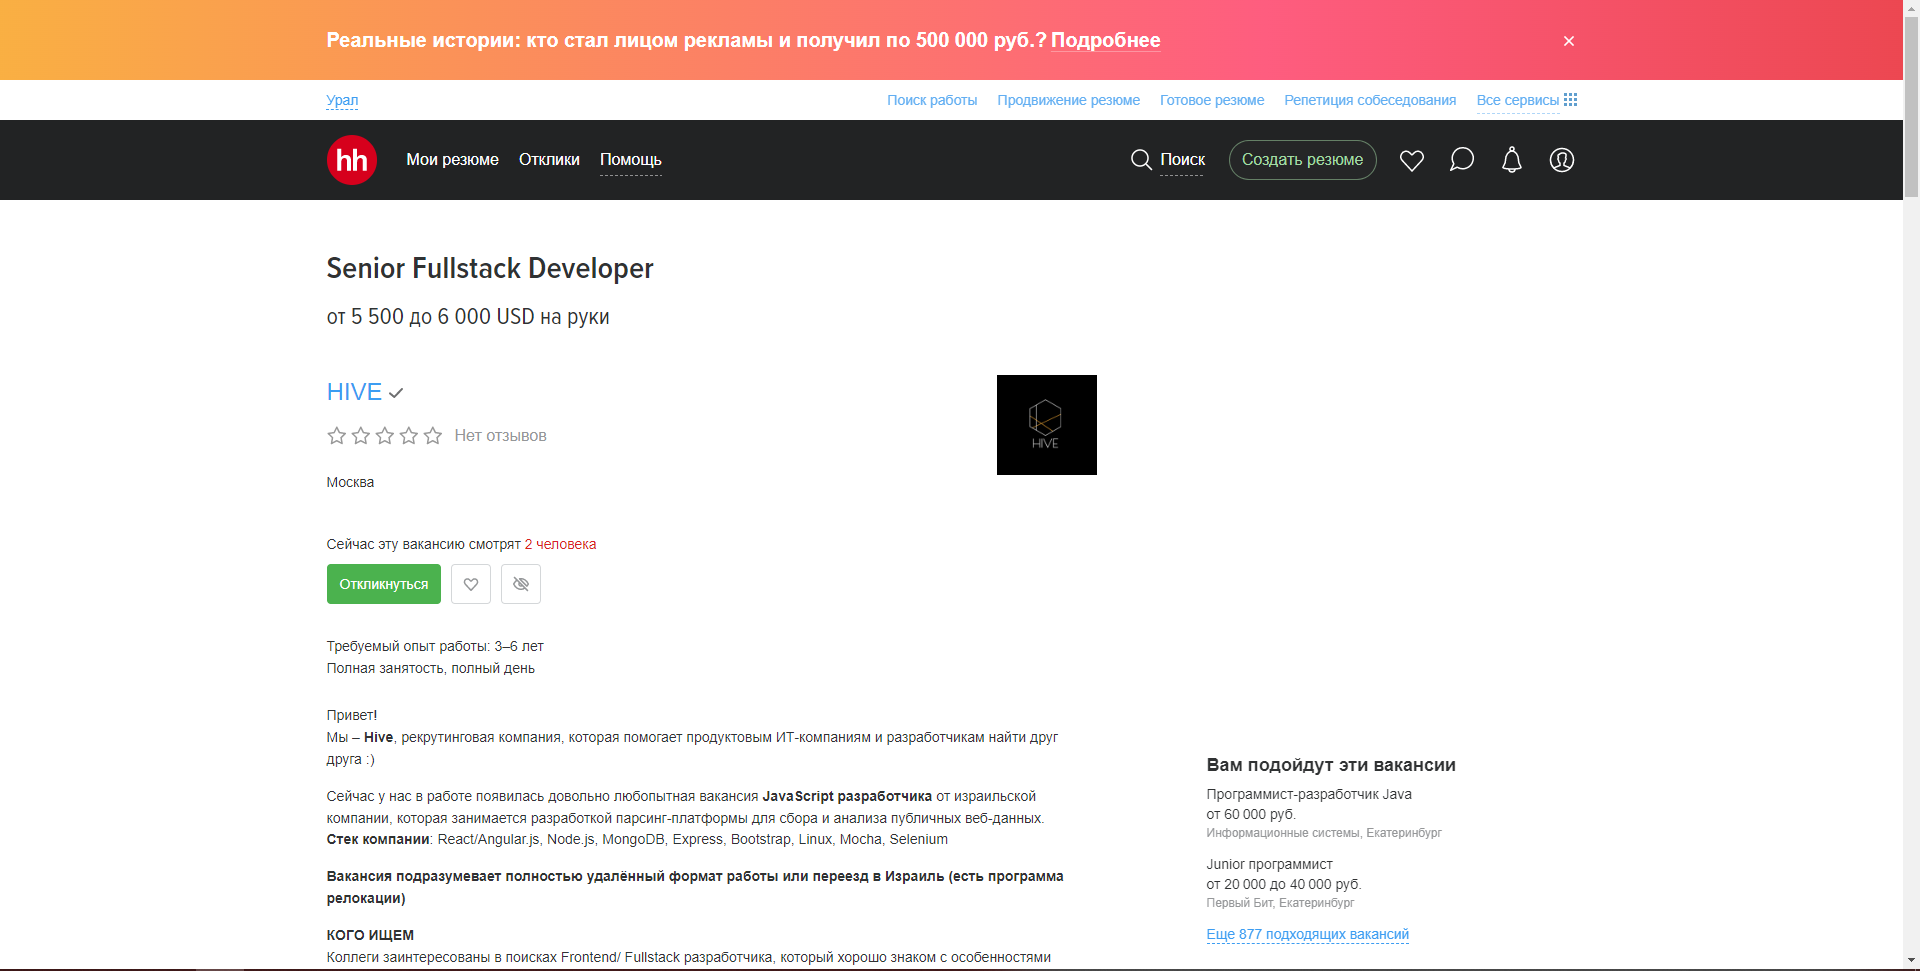 Реальные истории: кто стал лицом рекламы и получил по 500 000 руб.? Подробнее
Урал
Поиск работы Продвижение резюме Готовое резюме Репетиция собеседования Все сервисы
hh Мои резюме Отклики Помощь Поиск Создать резюме
Senior Fullstack Developer
от 5 500 до 6 000 USD на руки
HIVE
HIVE
Нет отзывов
Москва
Сейчас эту вакансию смотрят 2 человека
Откликнуться
Требуемый опыт работы: 3–6 лет
Полная занятость, полный день
Привет!
Мы – Hive, рекрутинговая компания, которая помогает продуктовым ИТ-компаниям и разработчикам найти друг
друга :)
Сейчас у нас в работе появилась довольно любопытная вакансия JavaScript разработчика от израильской
компании, которая занимается разработкой парсинг-платформы для сбора и анализа публичных веб-данных.
Стек компании: React/Angular.js, Node.js, MongoDB, Express, Bootstrap, Linux, Mocha, Selenium
Вакансия подразумевает полностью удалённый формат работы или переезд в Израиль (есть программа
релокации)
КОГО ИЩЕМ
Коллеги заинтересованы в поисках Frontend/ Fullstack разработчика, который хорошо знаком с особенностями
Вам подойдут эти вакансии
Программист-разработчик Java
от 60 000 руб.
Информационные системы, Екатеринбург
Junior программист
от 20 000 до 40 000 руб.
Первый Бит, Екатеринбург
Еще 877 подходящих вакансий